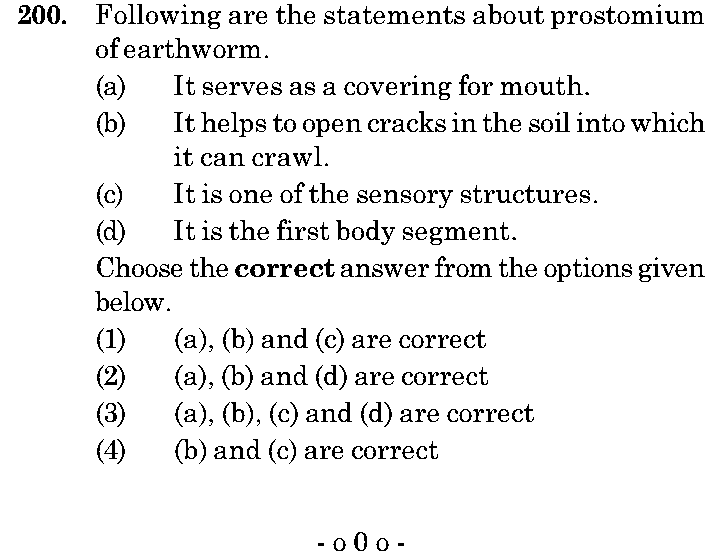 200. Following are the statements about prostomium
of earthworm.
(a) It serves as a covering for mouth.
(b) It helps to open cracks in the soil into which
it can crawl.
(c) It is one of the sensory structures.
(d) It is the first body segment.
Choose the correct answer from the options given
below.
(1) (a), (b) and (c) are correct
(2) (a), (b) and (d) are correct
(3) (a), (b), (c) and (d) are correct
(4) (b) and (c) are correct
- o 0 o -